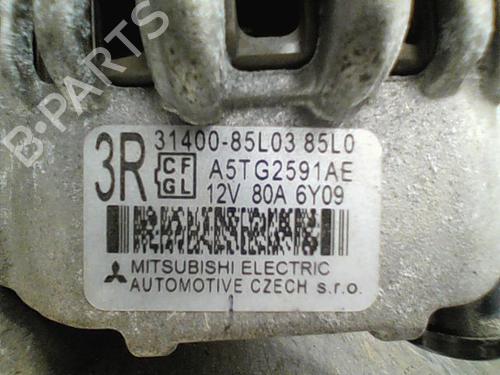 B-PARTS
3R 31400-85L03 85L0
CF GL A5TG2591AE
12V 80A 6Y09
MITSUBISHI ELECTRIC
AUTOMOTIVE CZECH s.r.o.